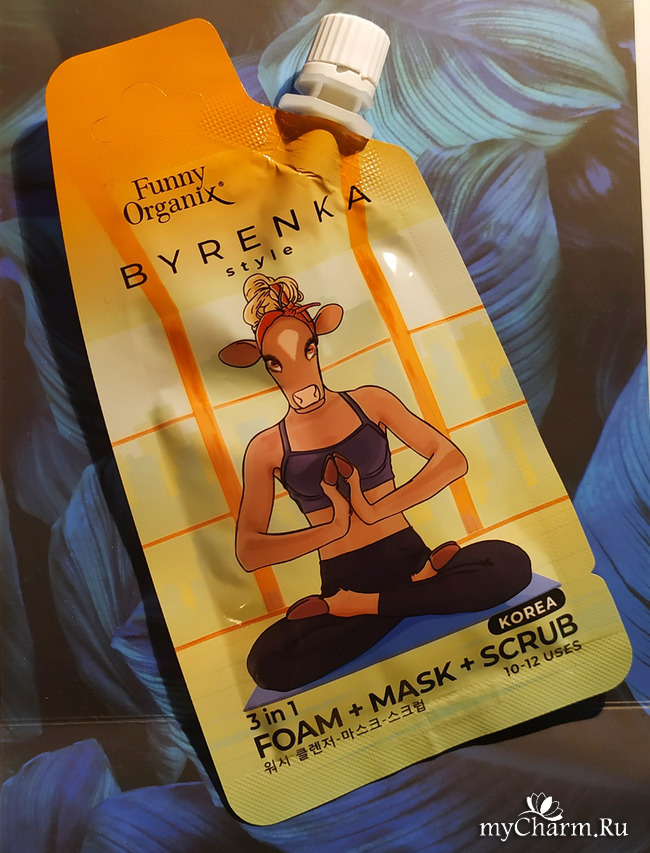 Funny
Organix®
BYRENKA
style
KOREA
3 in 1
FOAM + MASK + SCRUB
10-12 USES
워시 클렌저-마스크-스크럽
myCharm.Ru